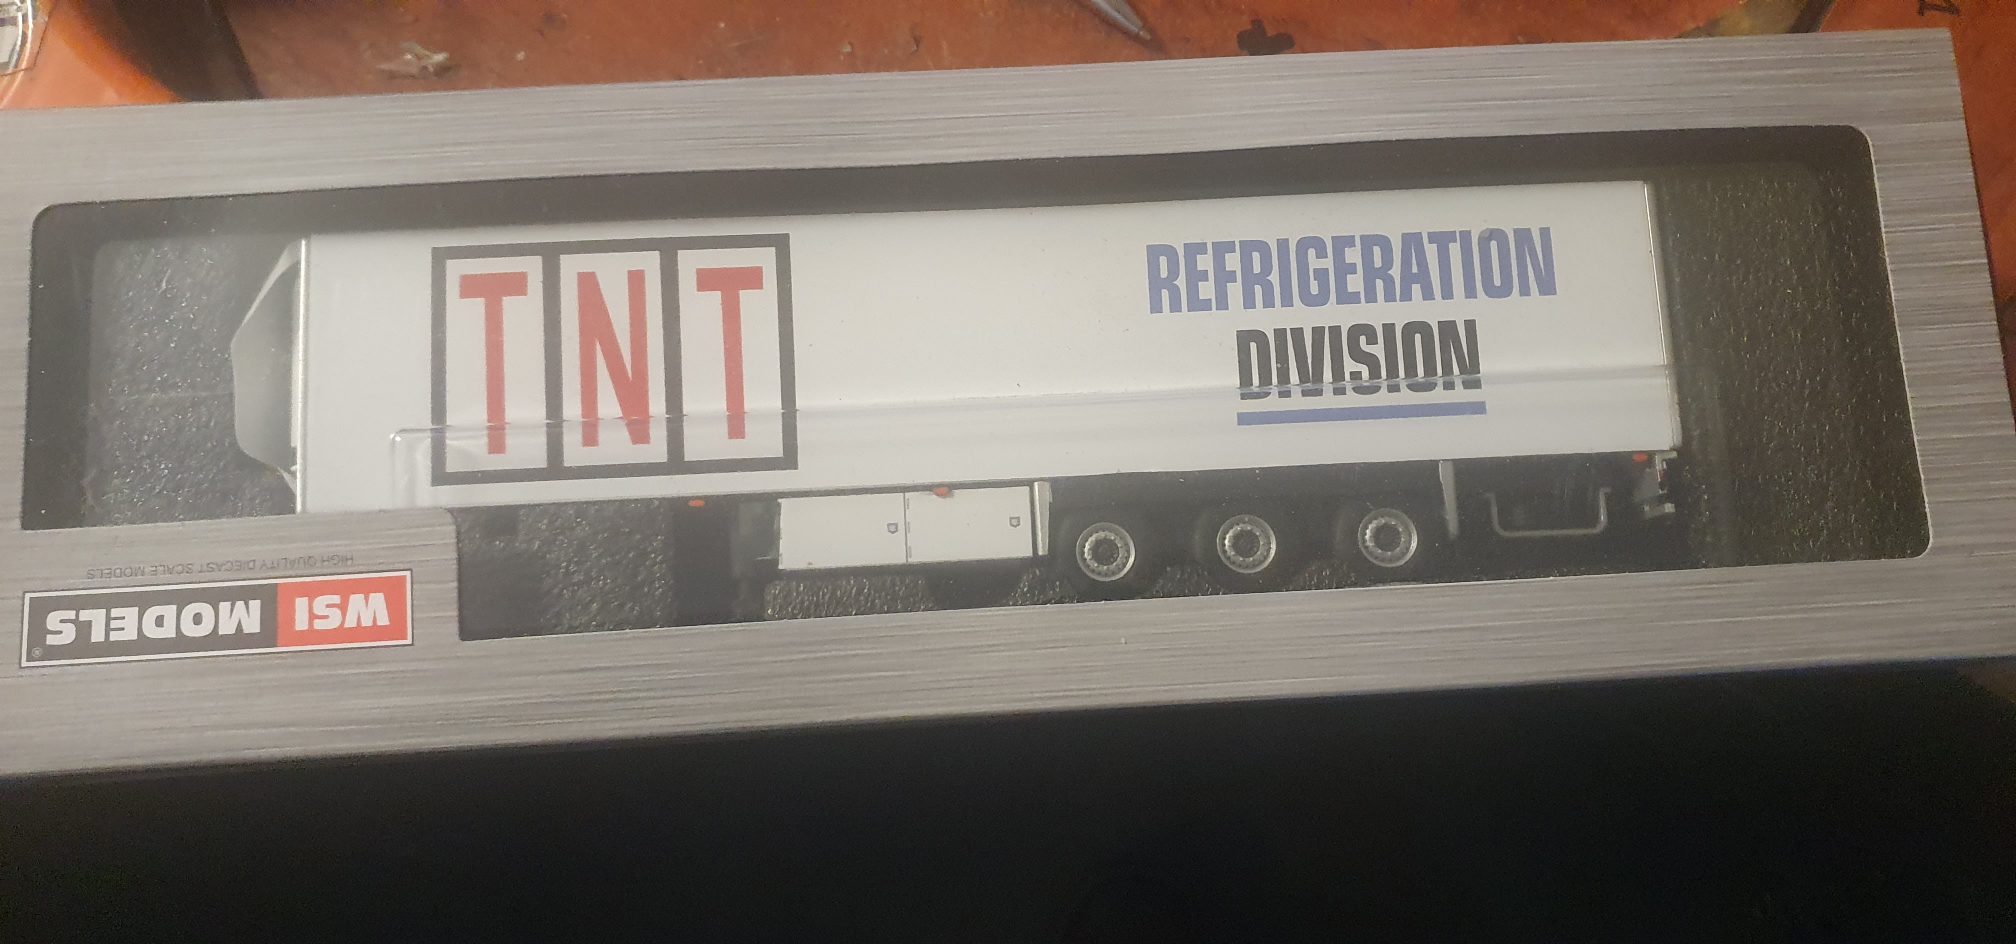 TNT
REFRIGERATION
DIVISION
HIGH QUALITY DIECAST SCALE MODELS
WSI MODELS®